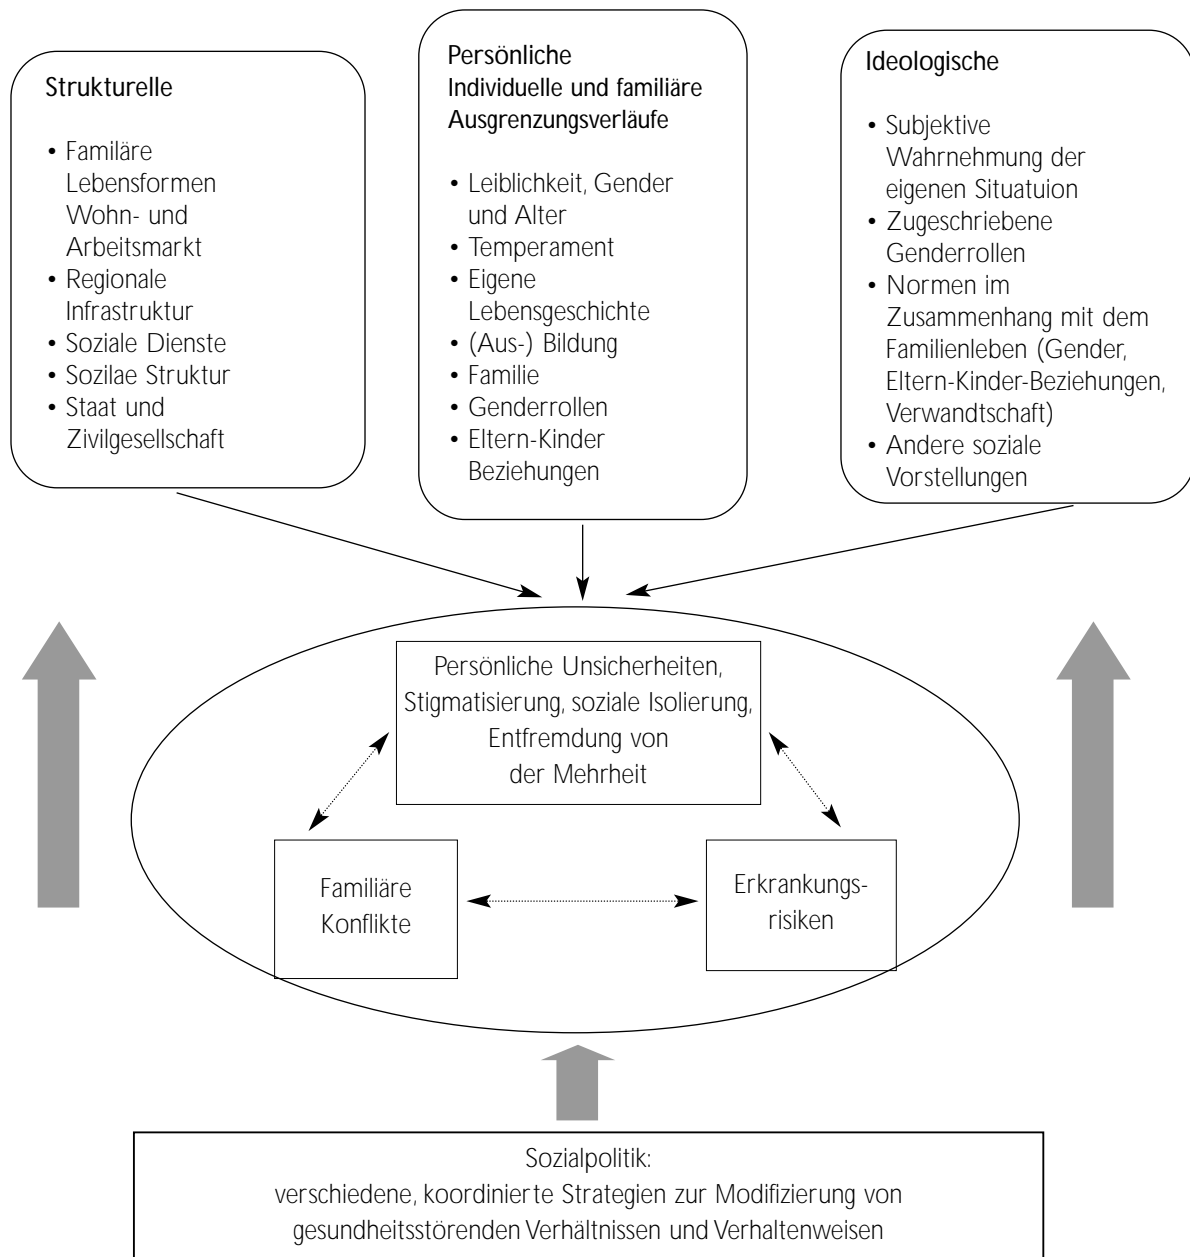 Strukturelle
• Familäre
Lebensformen
Wohn- und
Arbeitsmarkt
• Regionale
Infrastruktur
• Soziale Dienste
• Sozilae Struktur
• Staat und
Zivilgesellschaft
Persönliche
Individuelle und familiäre
Ausgrenzungsverläufe
• Leiblichkeit, Gender
und Alter
• Temperament
• Eigene
Lebensgeschichte
• (Aus-) Bildung
• Familie
• Genderrollen
• Eltern-Kinder
Beziehungen
Ideologische
• Subjektive
Wahrnehmung der
eigenen Situatuion
• Zugeschriebene
Genderrollen
• Normen im
Zusammenhang mit dem
Familienleben (Gender,
Eltern-Kinder-Beziehungen,
Verwandtschaft)
• Andere soziale
Vorstellungen
Persönliche Unsicherheiten,
Stigmatisierung, soziale Isolierung,
Entfremdung von
der Mehrheit
Familiäre
Konflikte
Erkrankungs-
risiken
Sozialpolitik:
verschiedene, koordinierte Strategien zur Modifizierung von
gesundheitsstörenden Verhältnissen und Verhaltenweisen